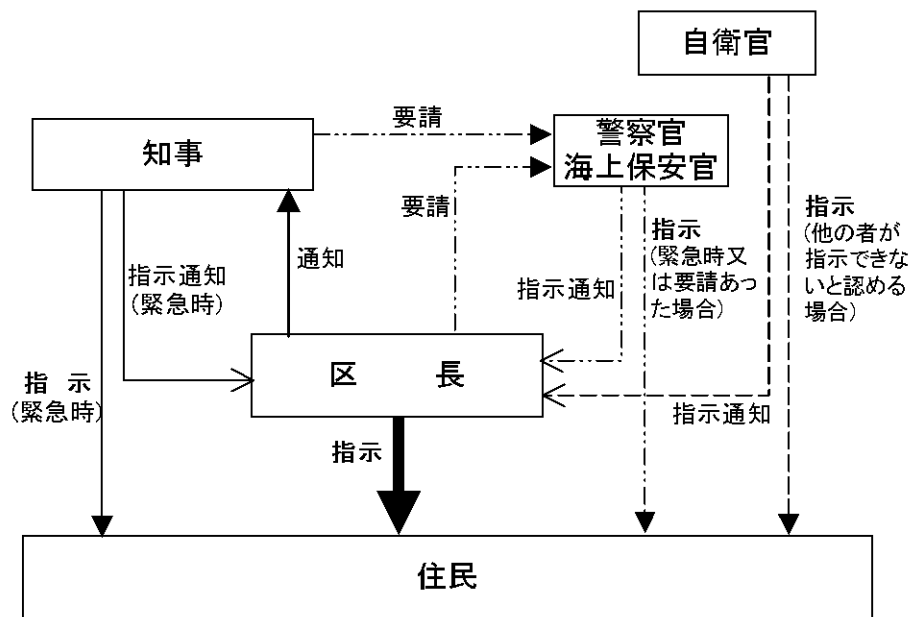 自衛官
知事
要請
警察官
海上保安官
要請
通知
指示通知
(緊急時)
指示通知
指示
(緊急時又
は要請あっ
た場合)
指示
(他の者が
指示できな
いと認める
場合)
区 長
指 示
(緊急時)
指示通知
指示
住民